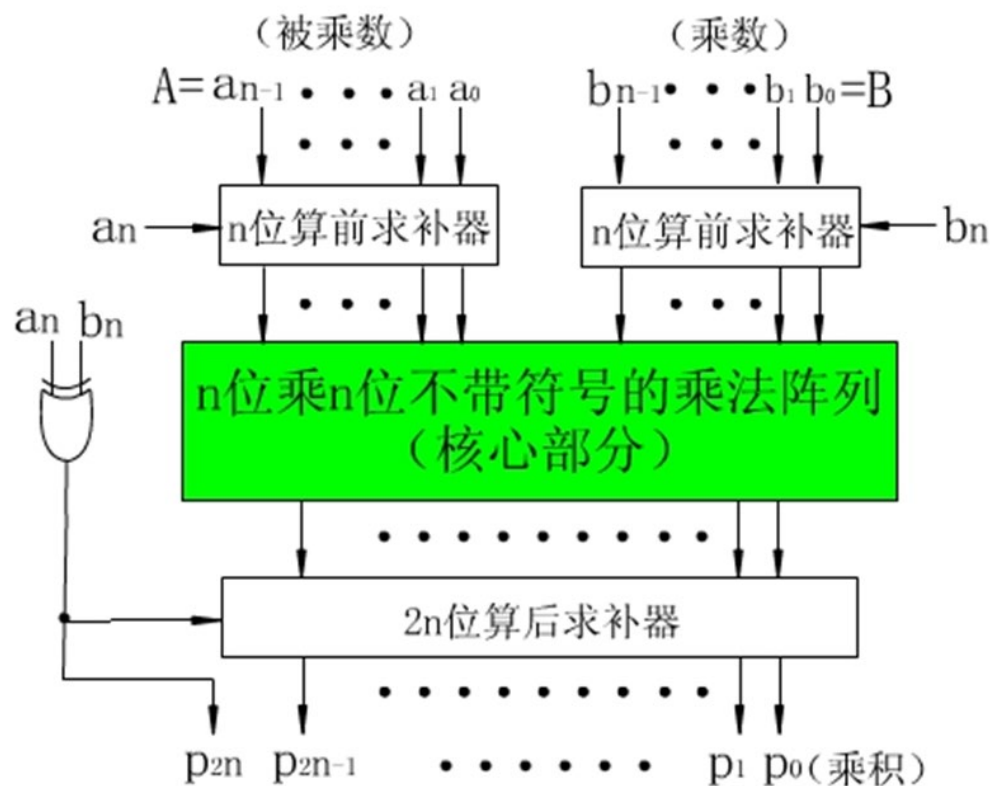 (被乘数) (乘数)
A=an-1 a1 a0 bn-1 b1 b0=B
an n位算前求补器 n位算前求补器 bn
an bn
n位乘n位不带符号的乘法阵列
(核心部分)
2n位算后求补器
p2n p2n-1 p1 p0(乘积)